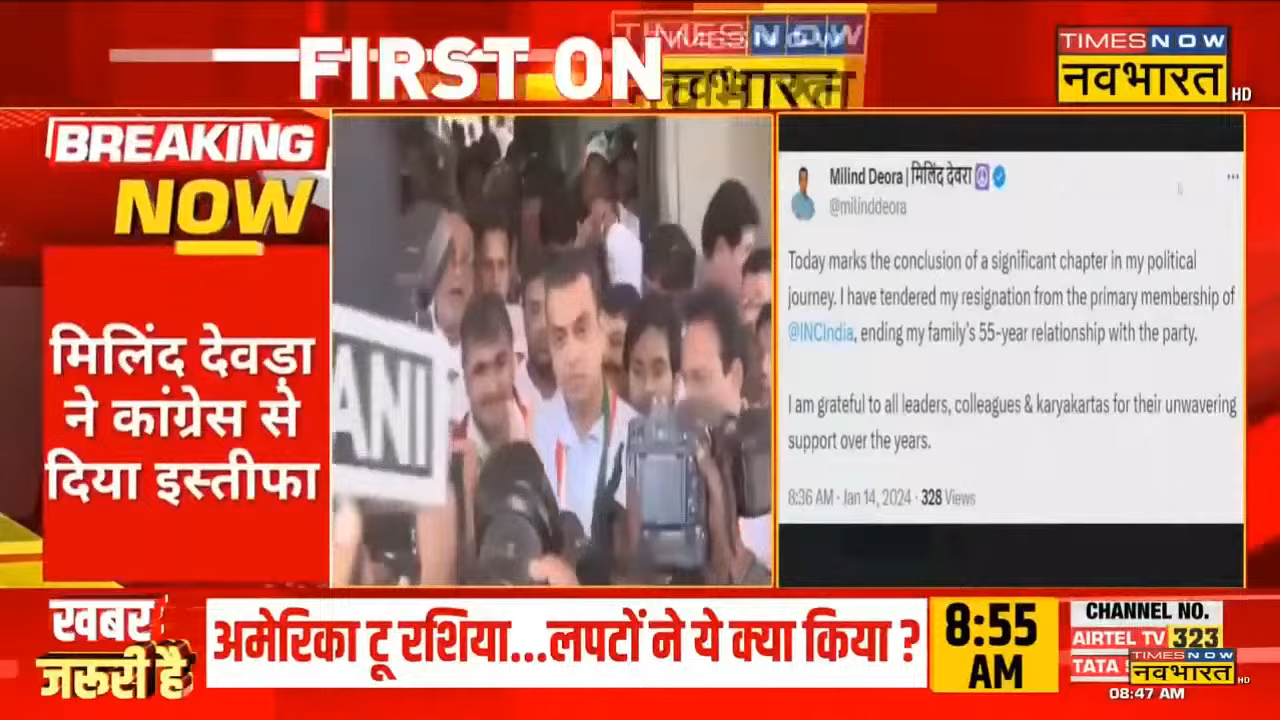 FIRST ON
TIMES NOW
नवभारत
TIMES NOW
नवभारत
HD
BREAKING
NOW
मिलिंद देवड़ा
ने कांग्रेस से
दिया इस्तीफा
ANI
Milind Deora | मिलिंद देवरा
@milinddeora
Today marks the conclusion of a significant chapter in my political
journey. I have tendered my resignation from the primary membership of
@INCIndia, ending my family's 55-year relationship with the party.
I am grateful to all leaders, colleagues & karyakartas for their unwavering
support over the years.
8:36 AM · Jan 14, 2024 · 328 Views
खबर
जरूरी है
अमेरिका टू रशिया...लपटों ने ये क्या किया ?
8:55
AM
CHANNEL NO.
AIRTEL TV 323
TATA
TIMES NOW
नवभारत
HD
08:47 AM